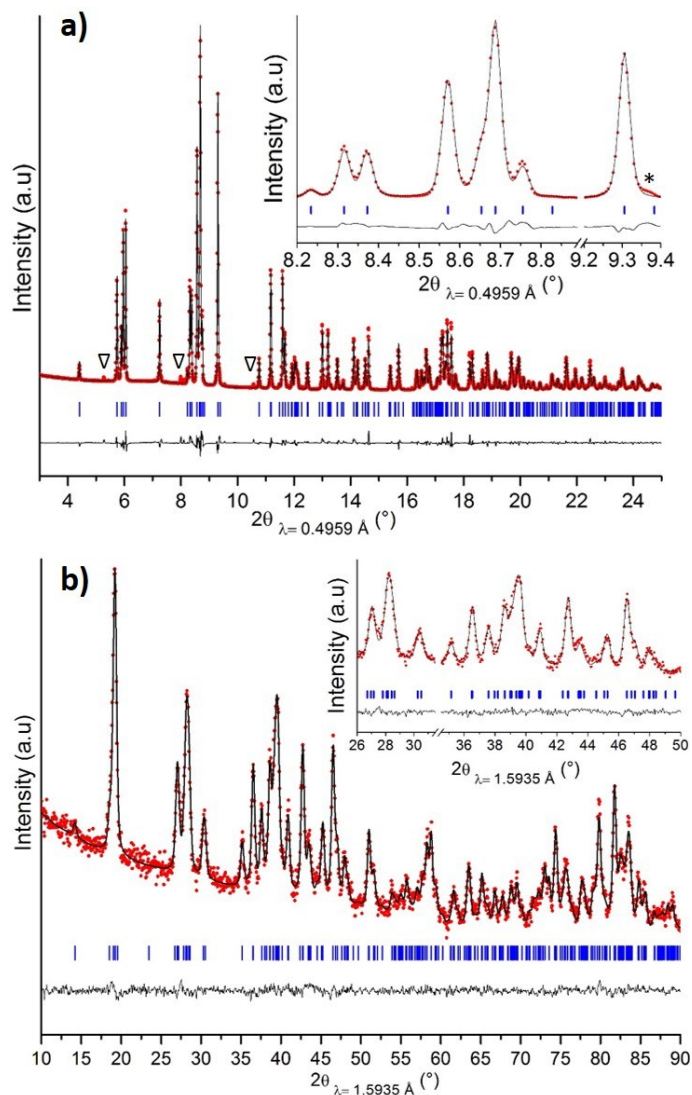 a)
Intensity (a.u)
Intensity (a.u)
*
8.2 8.3 8.4 8.5 8.6 8.7 8.8 9.2 9.3 9.4
2θ λ= 0.4959 Å (°)
4 6 8 10 12 14 16 18 20 22 24
2θ λ= 0.4959 Å (°)
b)
Intensity (a.u)
Intensity (a.u)
26 28 30 36 38 40 42 44 46 48 50
2θ λ= 1.5935 Å (°)
10 15 20 25 30 35 40 45 50 55 60 65 70 75 80 85 90
2θ λ= 1.5935 Å (°)